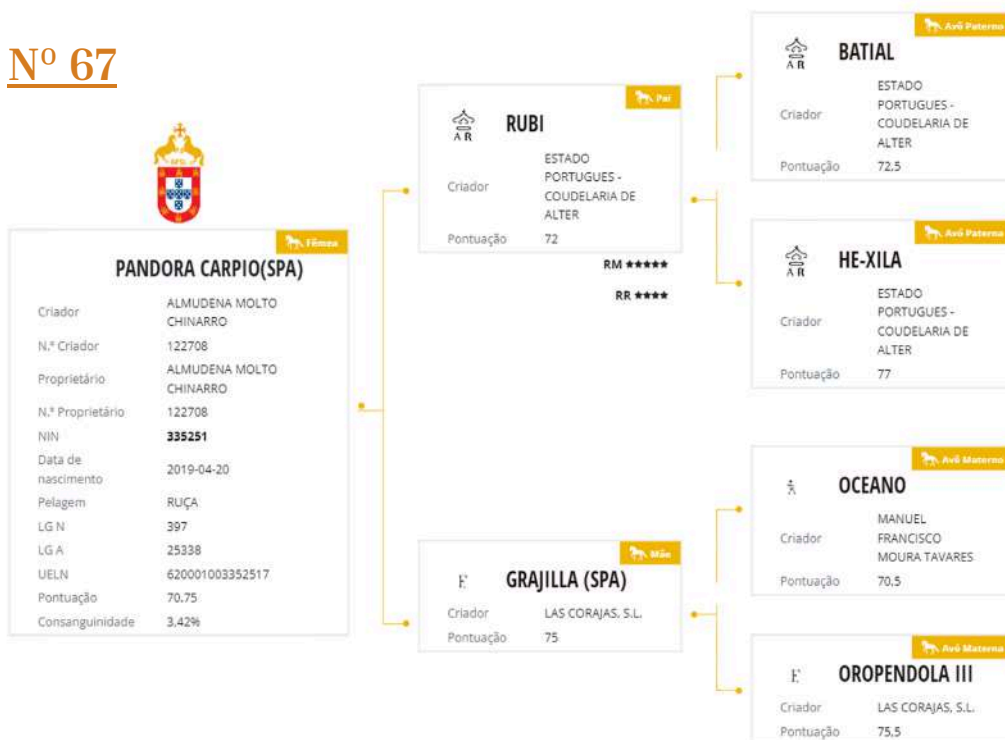 Nº 67
Fêmea
PANDORA CARPIO(SPA)
Criador
ALMUDENA MOLTO
CHINARRO
N.º Criador
122708
Proprietário
ALMUDENA MOLTO
CHINARRO
N.º Proprietário
122708
NIN
335251
Data de
nascimento
2019-04-20
Pelagem
RUÇA
LG N
397
LG A
25338
UELN
620001003352517
Pontuação
70,75
Consanguinidade
3,42%
Pai
A R
RUBI
Criador
ESTADO
PORTUGUES -
COUDELARIA DE
ALTER
Pontuação
72
RM ★★★★★
RR ★★★★
Mãe
GRAJILLA (SPA)
Criador
LAS CORAJAS, S.L.
Pontuação
75
Avô Paterno
A R
BATIAL
Criador
ESTADO
PORTUGUES -
COUDELARIA DE
ALTER
Pontuação
72,5
Avó Paterna
A R
HE-XILA
Criador
ESTADO
PORTUGUES -
COUDELARIA DE
ALTER
Pontuação
77
Avô Materno
OCEANO
Criador
MANUEL
FRANCISCO
MOURA TAVARES
Pontuação
70,5
Avó Materna
OROPENDOLA III
Criador
LAS CORAJAS, S.L.
Pontuação
75,5